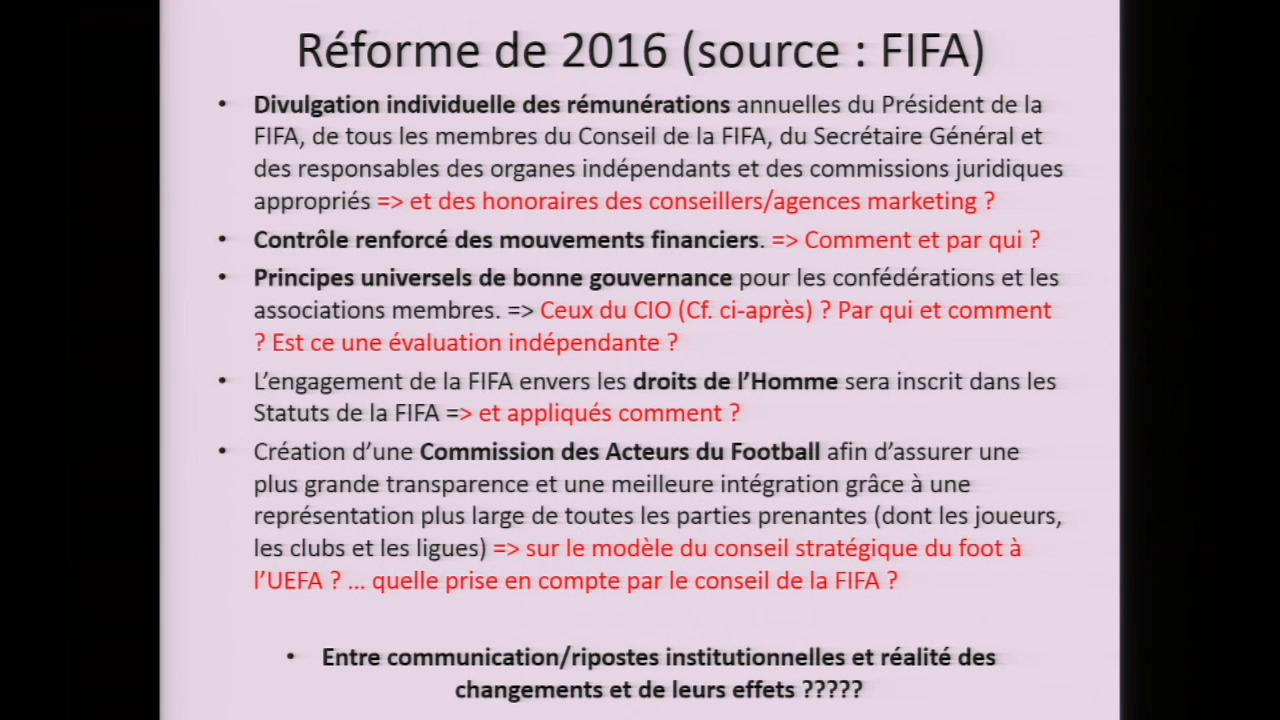 Réforme de 2016 (source : FIFA)
• Divulgation individuelle des rémunérations annuelles du Président de la
FIFA, de tous les membres du Conseil de la FIFA, du Secrétaire Général et
des responsables des organes indépendants et des commissions juridiques
appropriés => et des honoraires des conseillers/agences marketing ?
• Contrôle renforcé des mouvements financiers. => Comment et par qui ?
• Principes universels de bonne gouvernance pour les confédérations et les
associations membres. => Ceux du CIO (Cf. ci-après) ? Par qui et comment
? Est ce une évaluation indépendante ?
• L’engagement de la FIFA envers les droits de l’Homme sera inscrit dans les
Statuts de la FIFA => et appliqués comment ?
• Création d’une Commission des Acteurs du Football afin d’assurer une
plus grande transparence et une meilleure intégration grâce à une
représentation plus large de toutes les parties prenantes (dont les joueurs,
les clubs et les ligues) => sur le modèle du conseil stratégique du foot à
l’UEFA ? ... quelle prise en compte par le conseil de la FIFA ?
• Entre communication/ripostes institutionnelles et réalité des
changements et de leurs effets ?????